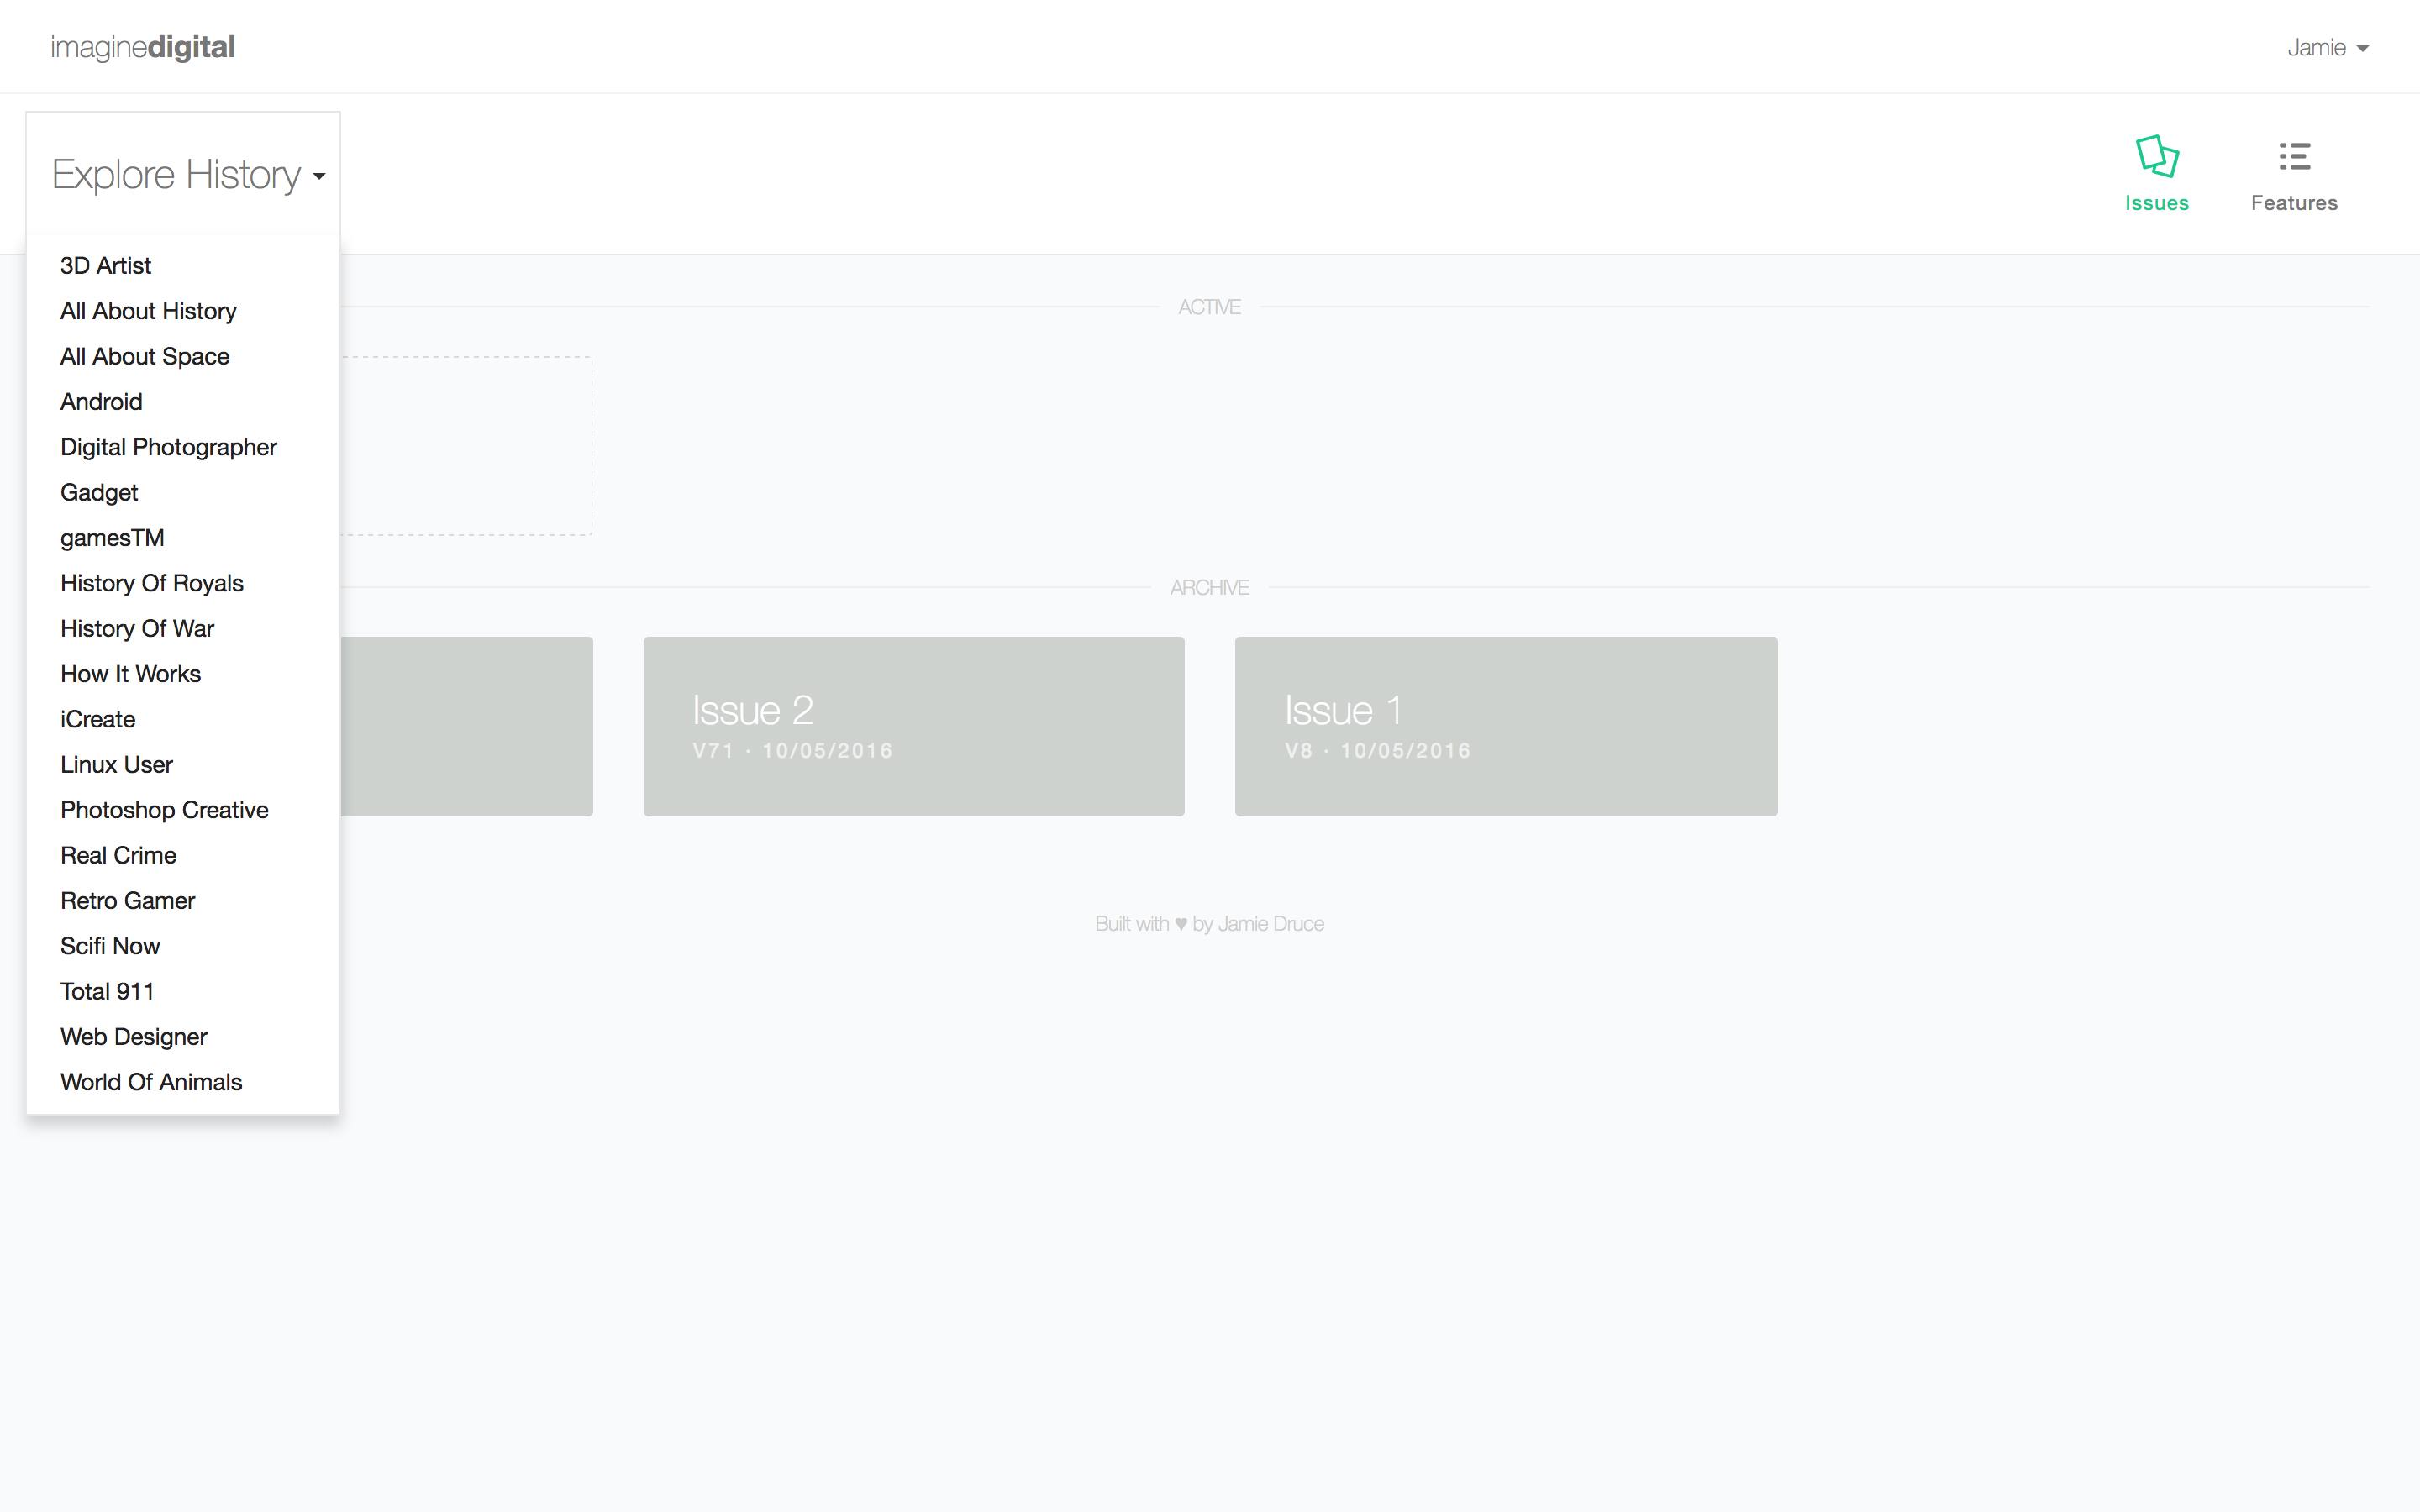 imaginedigital
Jamie
Explore History
Issues
Features
3D Artist
All About History
All About Space
Android
Digital Photographer
Gadget
gamesTM
History Of Royals
History Of War
How It Works
iCreate
Linux User
Photoshop Creative
Real Crime
Retro Gamer
Scifi Now
Total 911
Web Designer
World Of Animals
ACTIVE
ARCHIVE
Issue 2
V71 · 10/05/2016
Issue 1
V8 · 10/05/2016
Built with ♥ by Jamie Druce